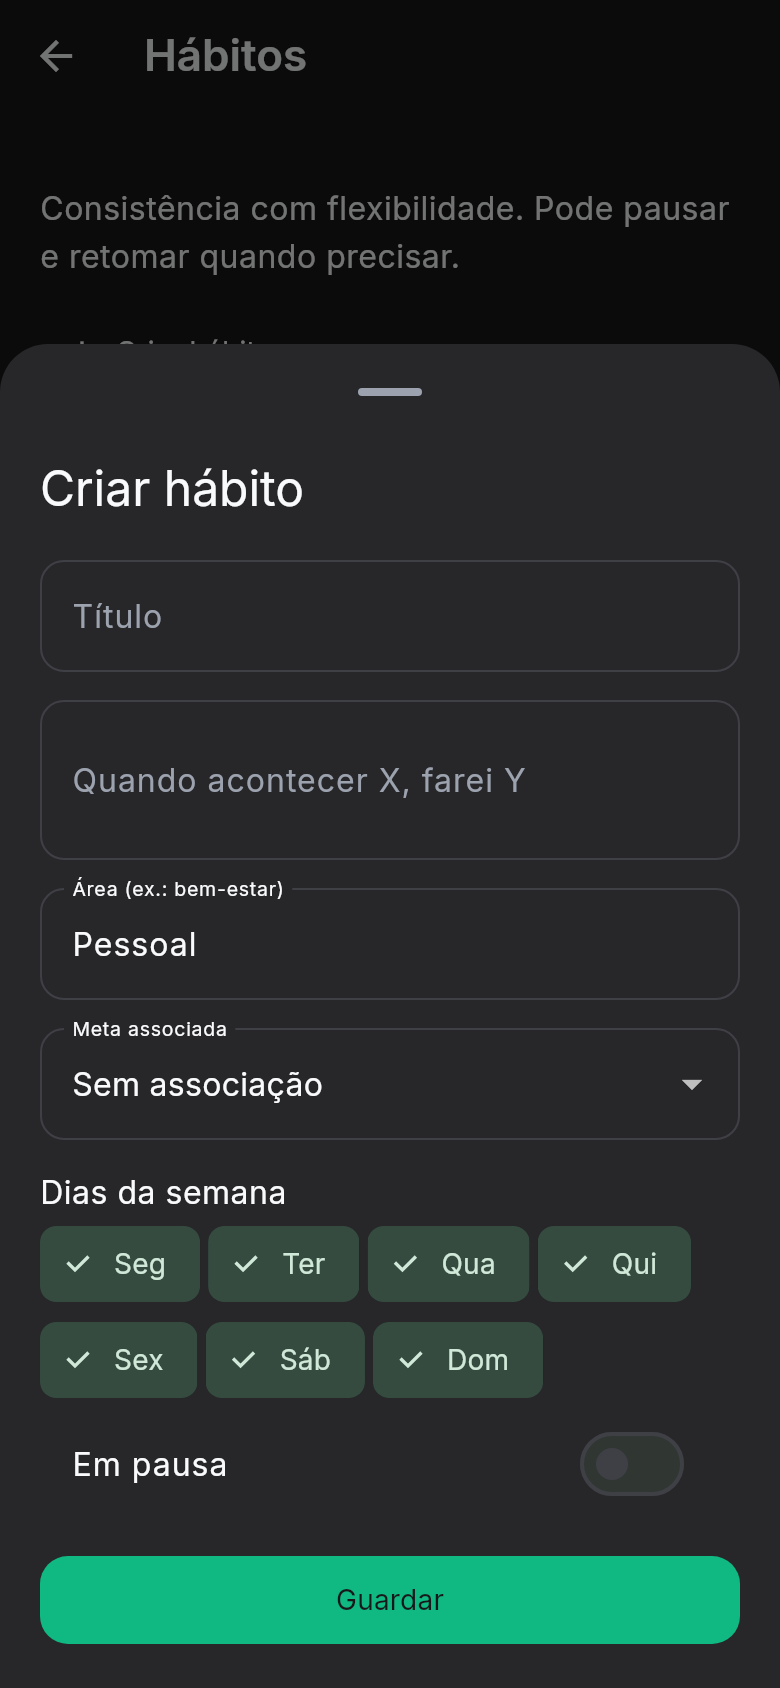 Hábitos
Consistência com flexibilidade. Pode pausar
e retomar quando precisar.
Criar hábito
Título
Quando acontecer X, farei Y
Área (ex.: bem-estar)
Pessoal
Meta associada
Sem associação
Dias da semana
Seg Ter Qua Qui
Sex Sáb Dom
Em pausa
Guardar